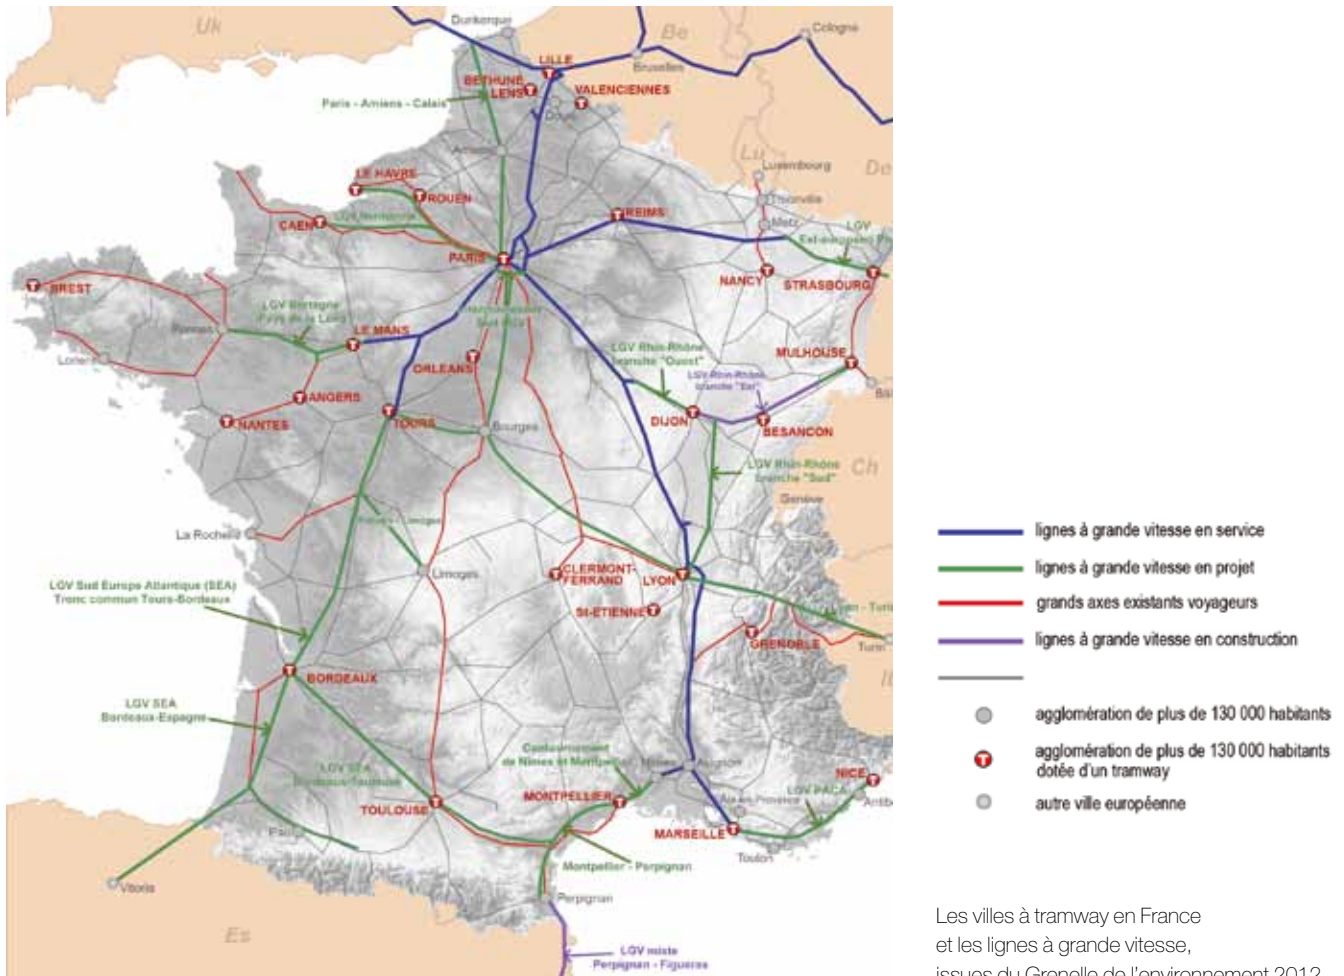 Uk
Dunkerque
Be
Cologne
LILLE
Bruxelles
BETHUNE
LENS
VALENCIENNES
Paris - Amiens - Calais
Douai
Amiens
Lu
Luxembourg
De
Thionville
Metz
LE HAVRE
ROUEN
REIMS
CAEN
LGV Normandie
LGV
PARIS
NANCY
STRASBOURG
BREST
LGV Bretagne
Pays de la Loire
Rennes
LE MANS
Lorient
ORLEANS
LGV Rhin-Rhône
branche "Ouest"
LGV Rhin-Rhône
branche "Est"
MULHOUSE
ANGERS
NANTES
TOURS
Bourges
DIJON
BESANCON
LGV Rhin-Rhône
branche "Sud"
Ch
Genève
La Rochelle
Limoges
CLERMONT-
FERRAND
LYON
ST-ETIENNE
GRENOBLE
Turin
LGV Sud Europe Atlantique (SEA)
Tronc commun Tours-Bordeaux
BORDEAUX
LGV SEA
Bordeaux-Espagne
LGV SEA
Bordeaux-Toulouse
Contournement
de Nîmes et Montpellier
Nîmes
Avignon
NICE
LGV PACA
Antib
TOULOUSE
MONTPELLIER
Aix-en-Provence
MARSEILLE
Toulon
Pau
Montpellier - Perpignan
Vitoria
Perpignan
Es
LGV mixte
Perpignan - Figueras
lignes à grande vitesse en service
lignes à grande vitesse en projet
grands axes existants voyageurs
lignes à grande vitesse en construction
agglomération de plus de 130 000 habitants
agglomération de plus de 130 000 habitants
dotée d'un tramway
autre ville européenne
Les villes à tramway en France
et les lignes à grande vitesse,
issues du Grenelle de l'environnement 2012